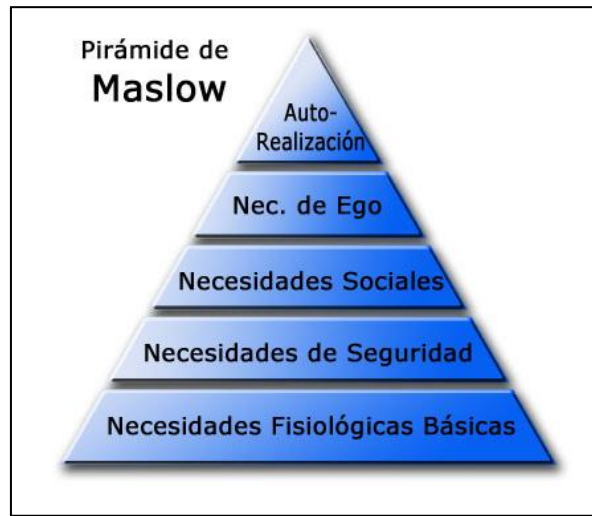 Pirámide de
Maslow
Auto-
Realización
Nec. de Ego
Necesidades Sociales
Necesidades de Seguridad
Necesidades Fisiológicas Básicas